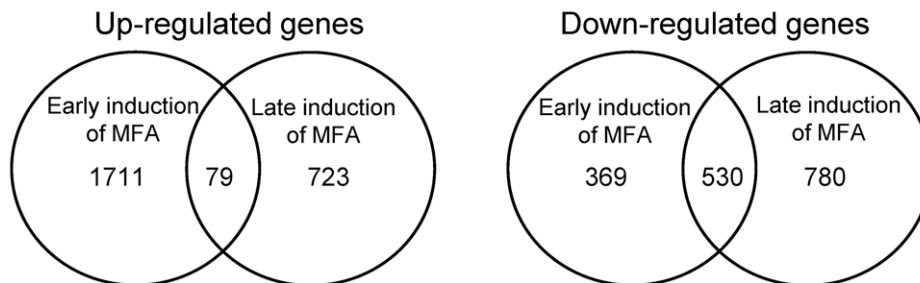 Up-regulated genes
Early induction
of MFA
1711
79
Late induction
of MFA
723
Down-regulated genes
Early induction
of MFA
369
530
Late induction
of MFA
780